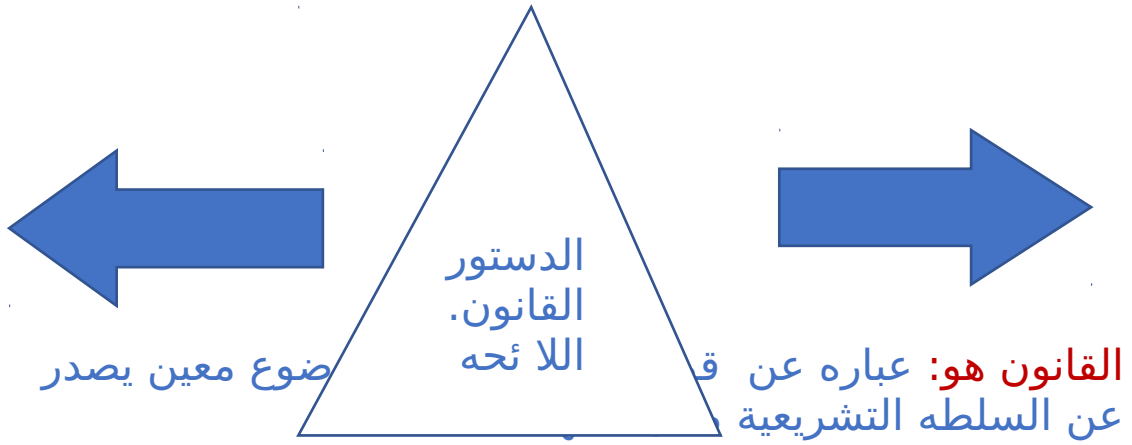 الدستور
القانون.
اللا ئحه
القانون هو: عباره عن ضوع معين يصدر
عن السلطه التشريعية